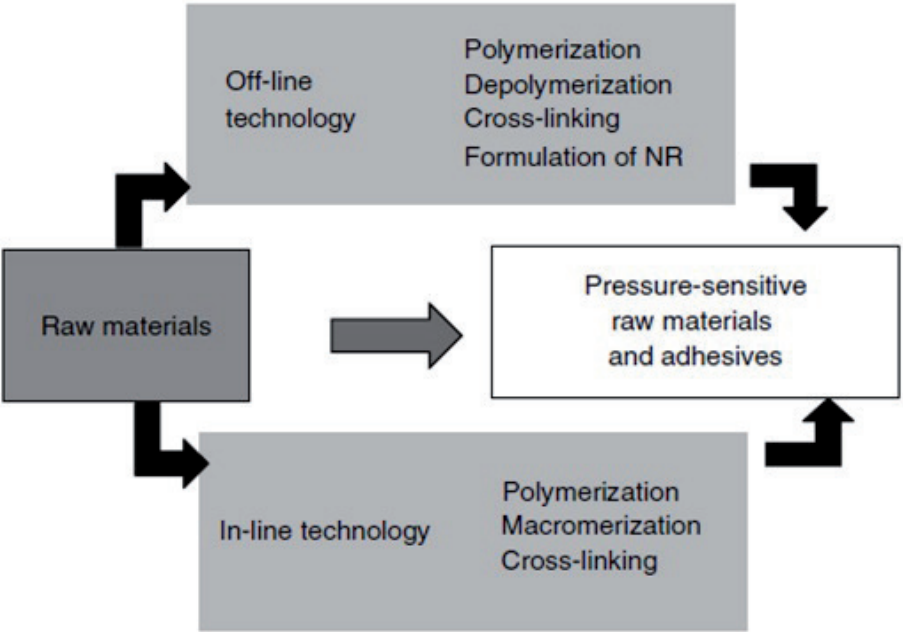 Off-line
technology
Polymerization
Depolymerization
Cross-linking
Formulation of NR
Raw materials
Pressure-sensitive
raw materials
and adhesives
In-line technology
Polymerization
Macromerization
Cross-linking